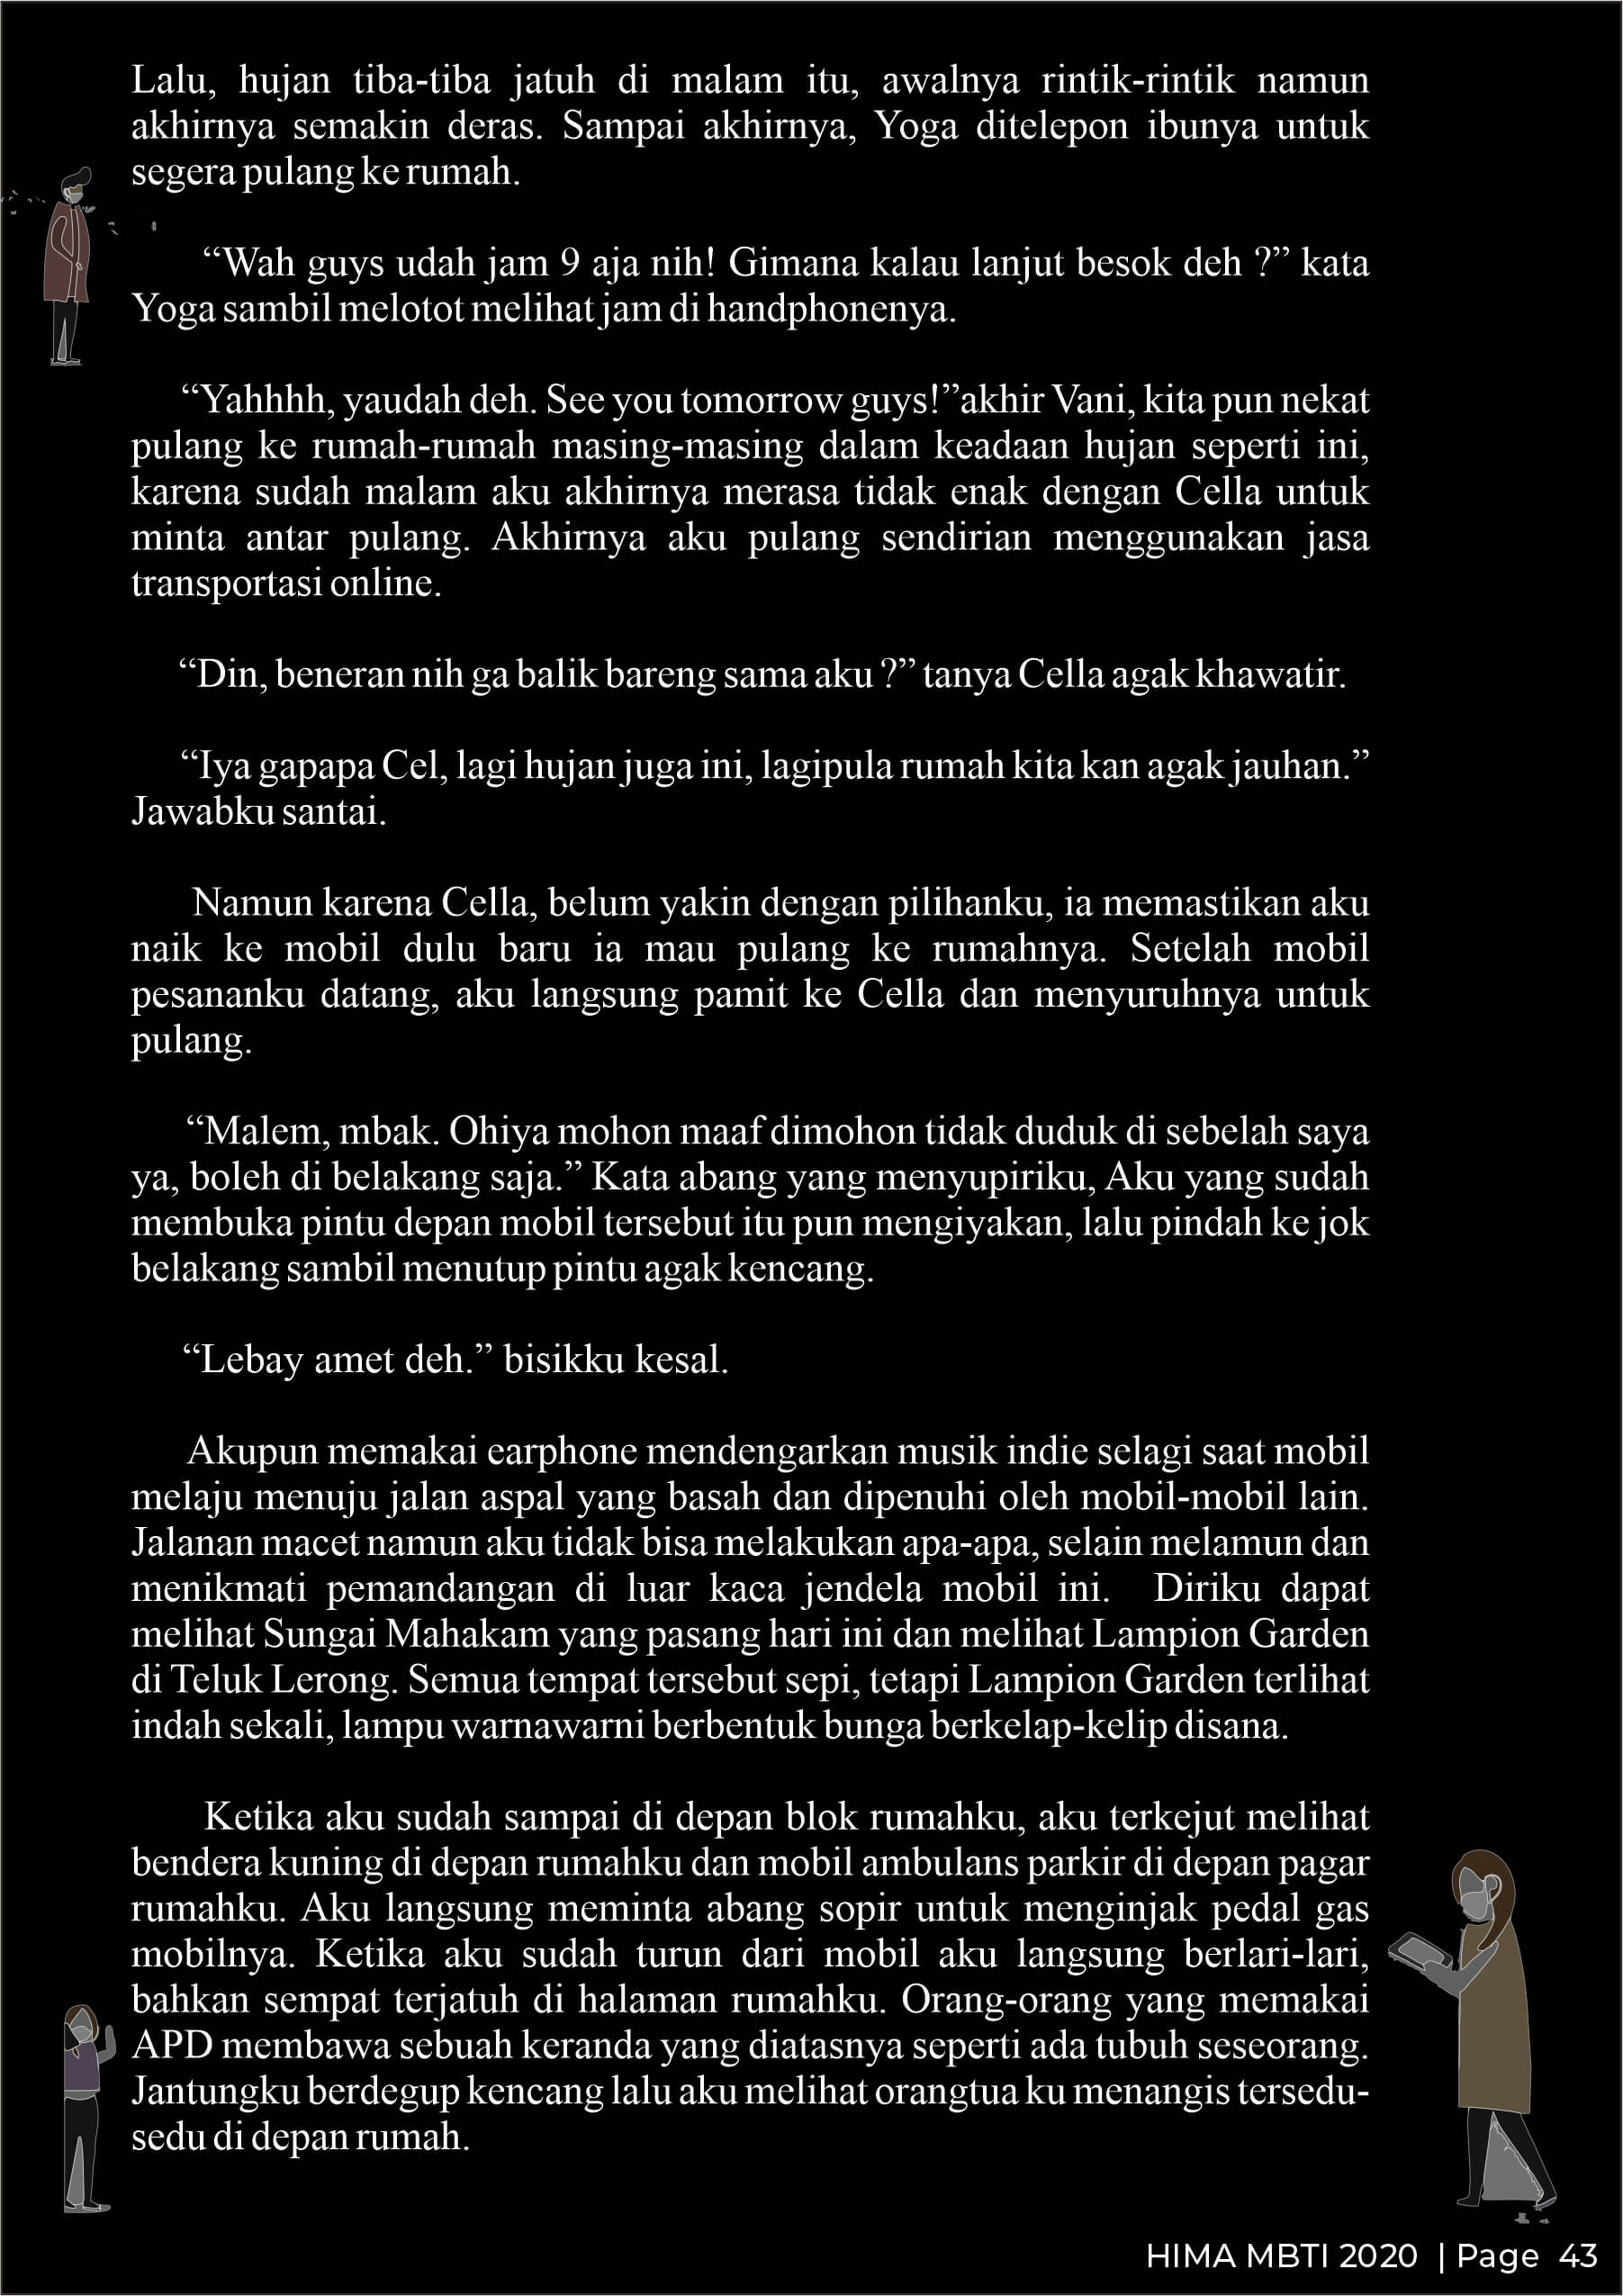 Lalu, hujan tiba-tiba jatuh di malam itu, awalnya rintik-rintik namun
akhirnya semakin deras. Sampai akhirnya, Yoga ditelepon ibunya untuk
segera pulang ke rumah.
“Wah guys udah jam 9 aja nih! Gimana kalau lanjut besok deh ?” kata
Yoga sambil melotot melihat jam di handphonenya.
“Yahhhh, yaudah deh. See you tomorrow guys!”akhir Vani, kita pun nekat
pulang ke rumah-rumah masing-masing dalam keadaan hujan seperti ini,
karena sudah malam aku akhirnya merasa tidak enak dengan Cella untuk
minta antar pulang. Akhirnya aku pulang sendirian menggunakan jasa
transportasi online.
“Din, beneran nih ga balik bareng sama aku ?” tanya Cella agak khawatir.
“Iya gapapa Cel, lagi hujan juga ini, lagipula rumah kita kan agak jauhan.”
Jawabku santai.
Namun karena Cella, belum yakin dengan pilihanku, ia memastikan aku
naik ke mobil dulu baru ia mau pulang ke rumahnya. Setelah mobil
pesananku datang, aku langsung pamit ke Cella dan menyuruhnya untuk
pulang.
“Malem, mbak. Ohiya mohon maaf dimohon tidak duduk di sebelah saya
ya, boleh di belakang saja.” Kata abang yang menyupiriku, Aku yang sudah
membuka pintu depan mobil tersebut itu pun mengiyakan, lalu pindah ke jok
belakang sambil menutup pintu agak kencang.
“Lebay amet deh.” bisikku kesal.
Akupun memakai earphone mendengarkan musik indie selagi saat mobil
melaju menuju jalan aspal yang basah dan dipenuhi oleh mobil-mobil lain.
Jalanan macet namun aku tidak bisa melakukan apa-apa, selain melamun dan
menikmati pemandangan di luar kaca jendela mobil ini. Diriku dapat
melihat Sungai Mahakam yang pasang hari ini dan melihat Lampion Garden
di Teluk Lerong. Semua tempat tersebut sepi, tetapi Lampion Garden terlihat
indah sekali, lampu warnawarni berbentuk bunga berkelap-kelip disana.
Ketika aku sudah sampai di depan blok rumahku, aku terkejut melihat
bendera kuning di depan rumahku dan mobil ambulans parkir di depan pagar
rumahku. Aku langsung meminta abang sopir untuk menginjak pedal gas
mobilnya. Ketika aku sudah turun dari mobil aku langsung berlari-lari,
bahkan sempat terjatuh di halaman rumahku. Orang-orang yang memakai
APD membawa sebuah keranda yang diatasnya seperti ada tubuh seseorang.
Jantungku berdegup kencang lalu aku melihat orangtua ku menangis tersedu-
sedu di depan rumah.
HIMA MBTI 2020 | Page 43